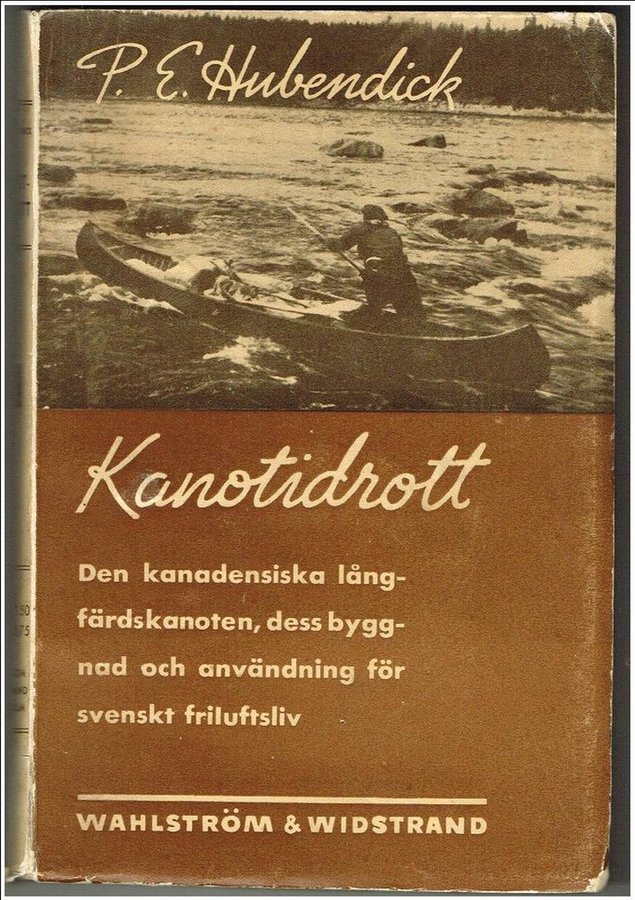 P. E. Hubendick
Kanotidrott
Den kanadensiska lång-
färdskanoten, dess bygg-
nad och användning för
svenskt friluftsliv
WAHLSTRÖM & WIDSTRAND